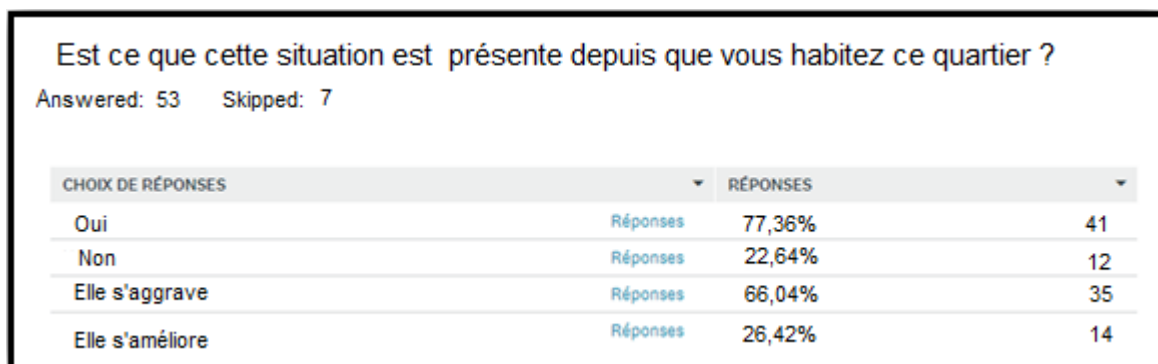 Est ce que cette situation est présente depuis que vous habitez ce quartier ?
Answered: 53 Skipped: 7
CHOIX DE RÉPONSES RÉPONSES
Oui Réponses 77,36% 41
Non Réponses 22,64% 12
Elle s'aggrave Réponses 66,04% 35
Elle s'améliore Réponses 26,42% 14